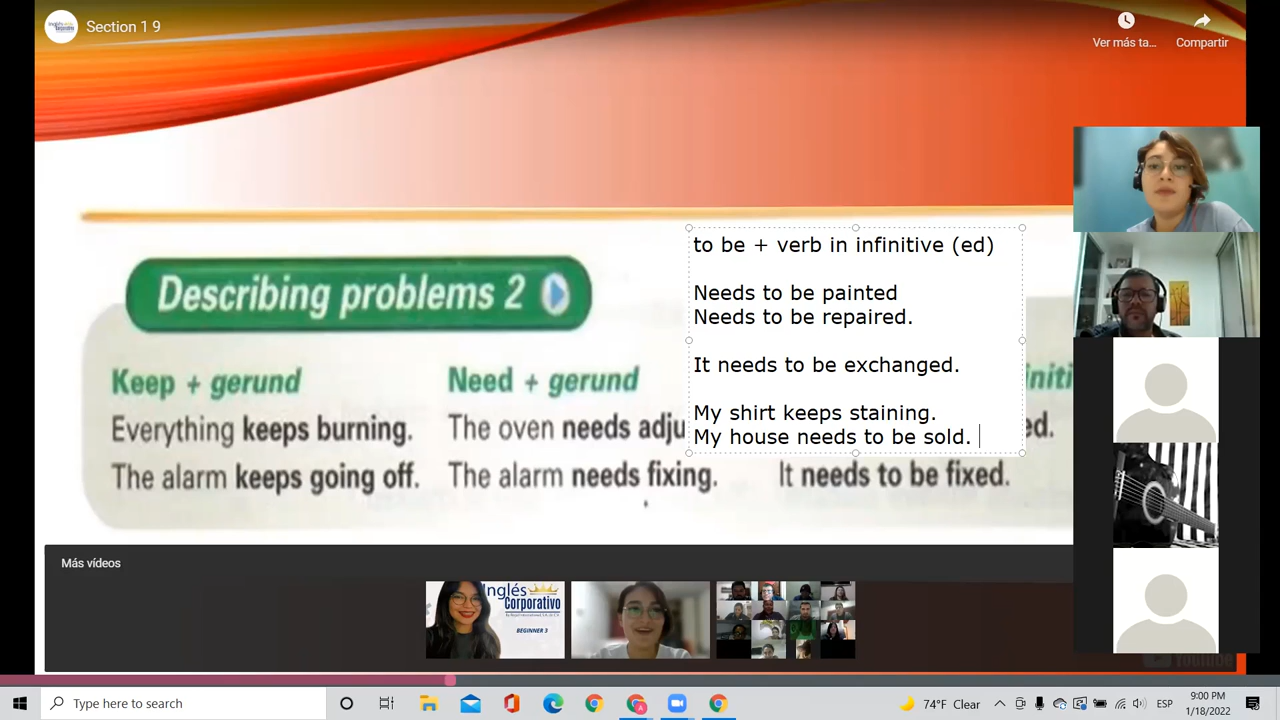 Section 1 9
Ver más ta...
Compartir
to be + verb in infinitive (ed)
Needs to be painted
Needs to be repaired.
It needs to be exchanged.
My shirt keeps staining.
My house needs to be sold.
Describing problems 2
Keep + gerund
Everything keeps burning.
The alarm keeps going off.
Need + gerund
The oven needs adju
The alarm needs fixing.
initi
ed.
It needs to be fixed.
Más vídeos
Inglés
Corporativo
BEGINNER 3
YouTube
Type here to search
74°F Clear
ESP
9:00 PM
1/18/2022